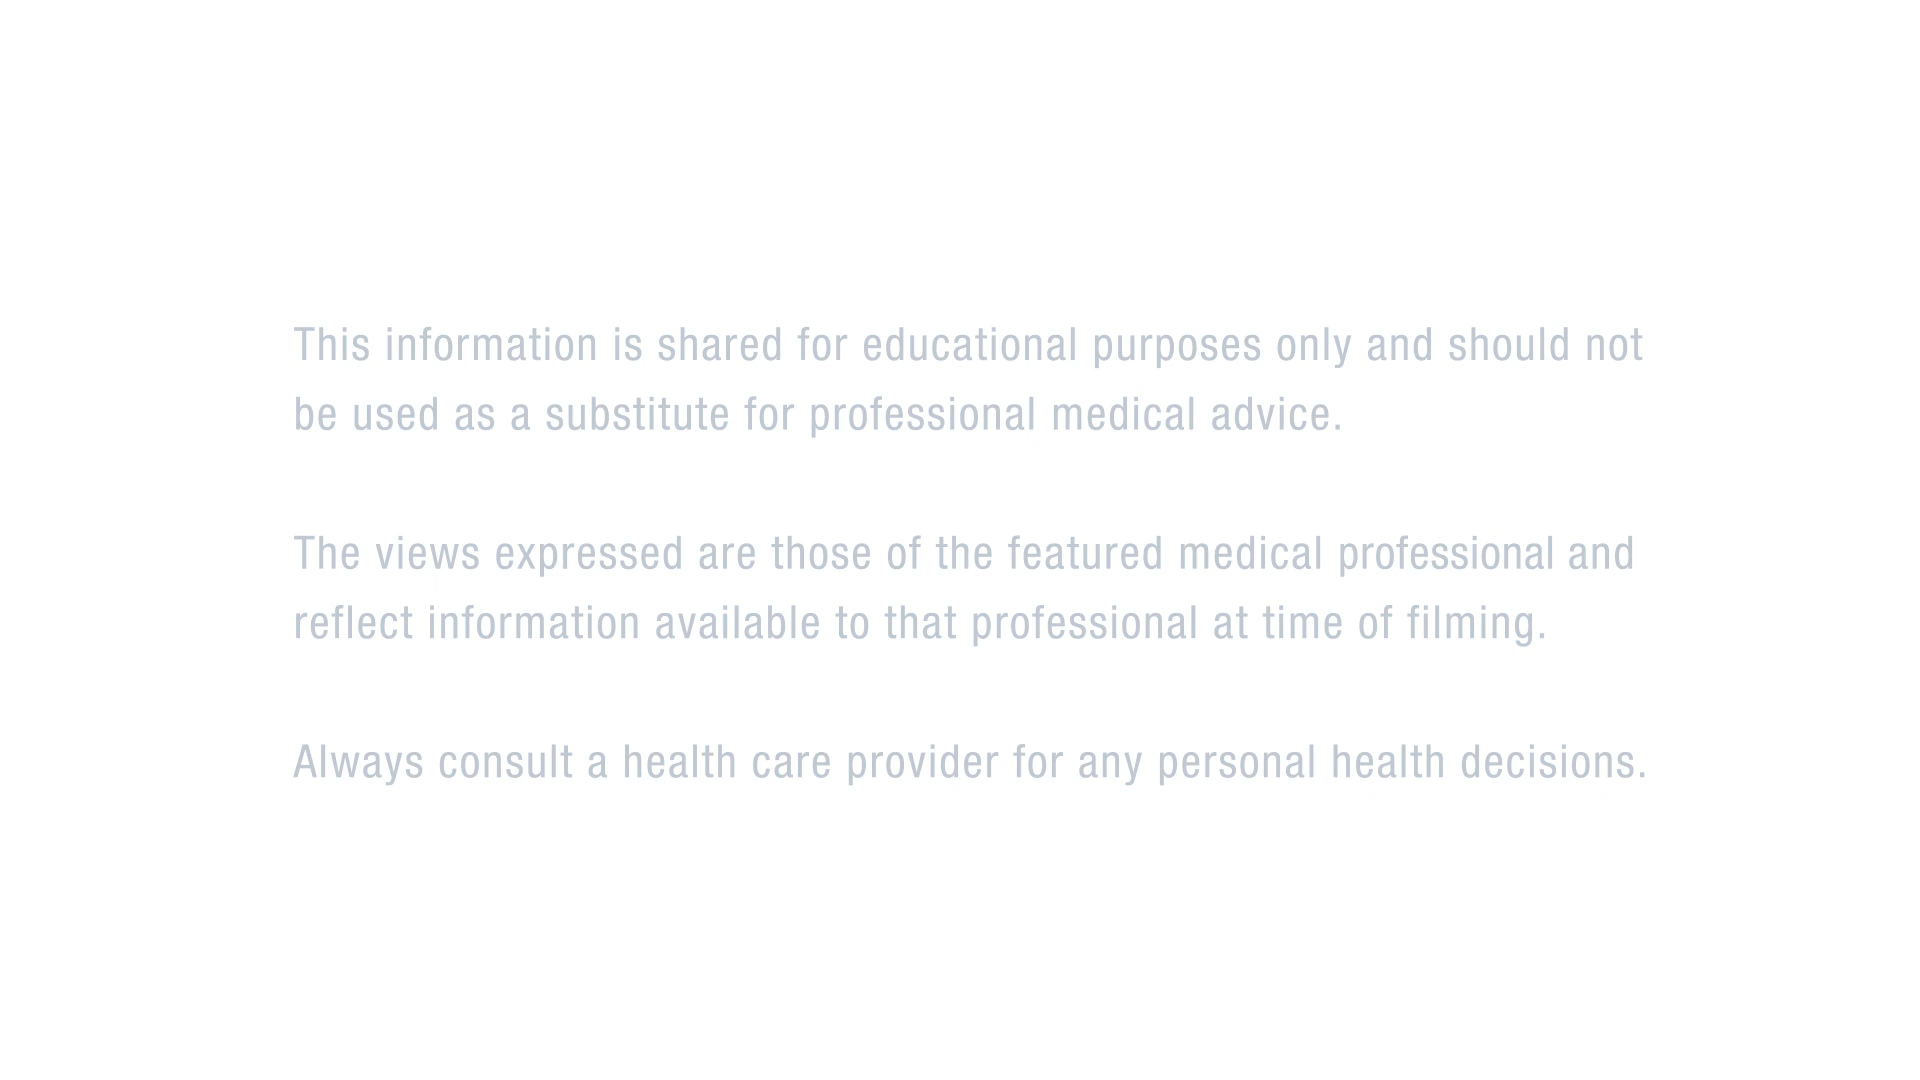 This information is shared for educational purposes only and should not
be used as a substitute for professional medical advice.
The views expressed are those of the featured medical professional and
reflect information available to that professional at time of filming.
Always consult a health care provider for any personal health decisions.